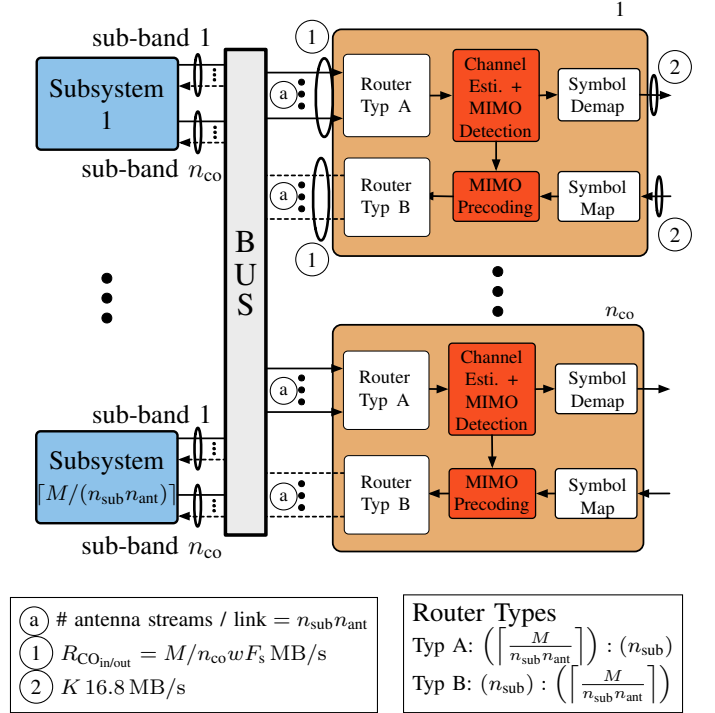 sub-band 1
Subsystem
1
sub-band n_co
B
U
S
a
1
1
Router
Typ A
Channel
Esti. +
MIMO
Detection
Symbol
Demap
2
a
1
Router
Typ B
MIMO
Precoding
Symbol
Map
2
n_co
sub-band 1
Subsystem
⌈M/(n_sub n_ant)⌉
sub-band n_co
a
Router
Typ A
Channel
Esti. +
MIMO
Detection
Symbol
Demap
a
Router
Typ B
MIMO
Precoding
Symbol
Map
a # antenna streams / link = n_sub n_ant
1 R_CO_in/out = M/n_co w F_s MB/s
2 K 16.8 MB/s
Router Types
Typ A: (⌈M/(n_sub n_ant)⌉) : (n_sub)
Typ B: (n_sub) : (⌈M/(n_sub n_ant)⌉)